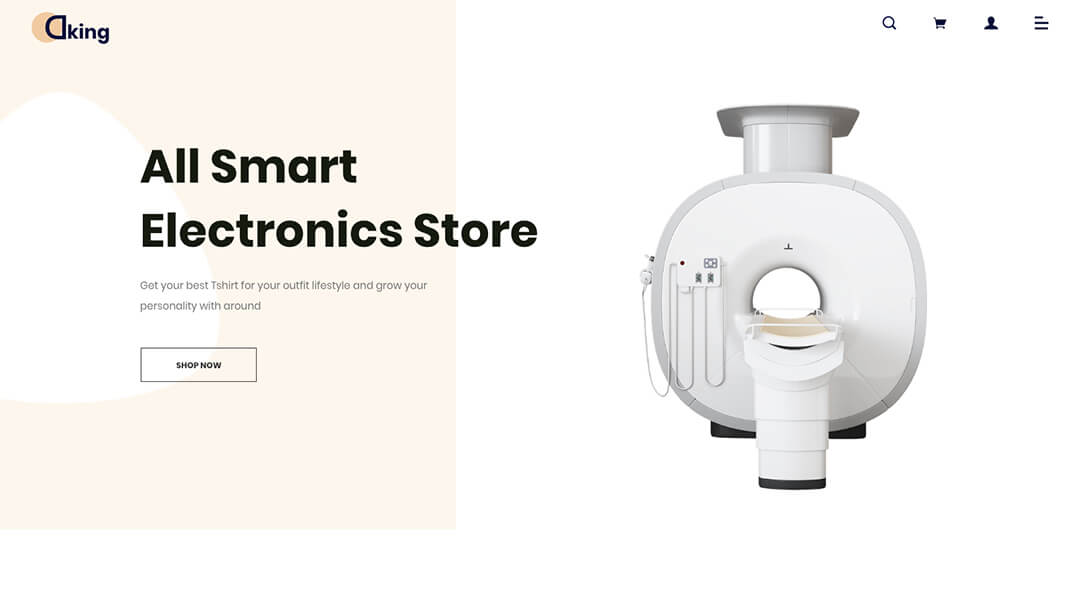 Dking
All Smart
Electronics Store
Get your best Tshirt for your outfit lifestyle and grow your
personality with around
SHOP NOW